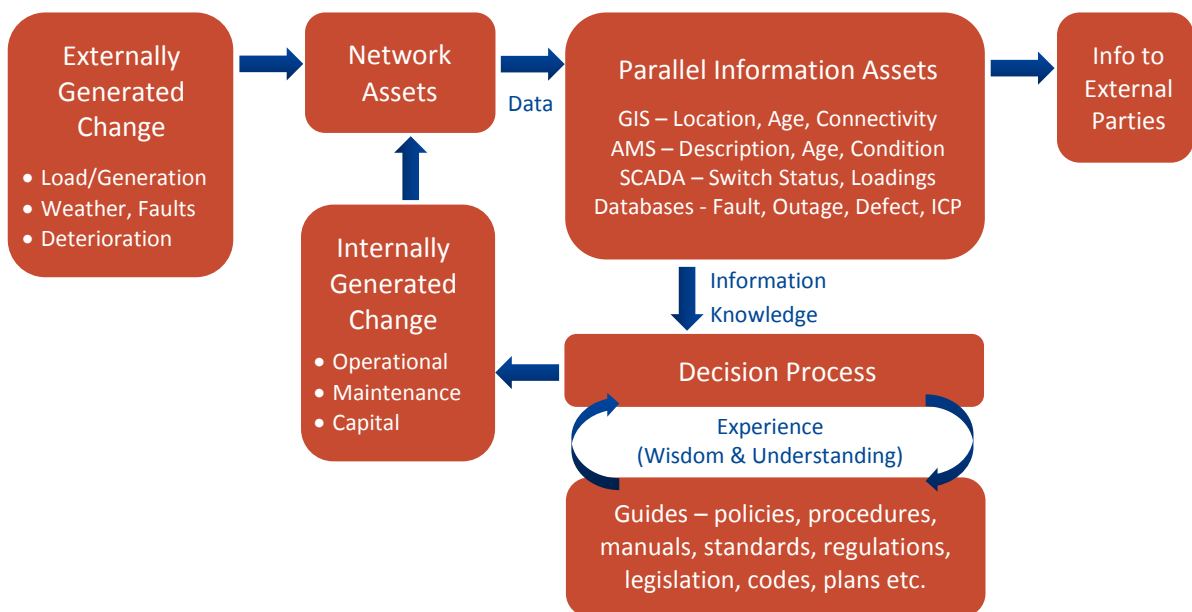 Externally
Generated
Change
• Load/Generation
• Weather, Faults
• Deterioration
Network
Assets
Data
Parallel Information Assets
GIS – Location, Age, Connectivity
AMS – Description, Age, Condition
SCADA – Switch Status, Loadings
Databases - Fault, Outage, Defect, ICP
Info to
External
Parties
Internally
Generated
Change
• Operational
• Maintenance
• Capital
Information
Knowledge
Decision Process
Experience
(Wisdom & Understanding)
Guides – policies, procedures,
manuals, standards, regulations,
legislation, codes, plans etc.